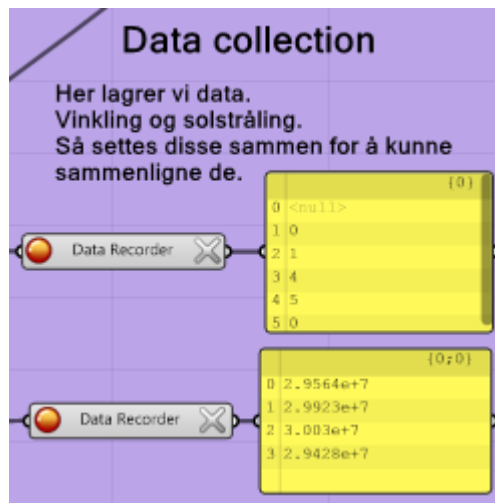 Data collection
Her lagrer vi data.
Vinkling og solstråling.
Så settes disse sammen for å kunne
sammenligne de.
{0}
0 <null>
Data Recorder
1 0
2 1
3 4
4 5
5 0
{0;0}
0 2.9564e+7
Data Recorder
1 2.9923e+7
2 3.003e+7
3 2.9428e+7